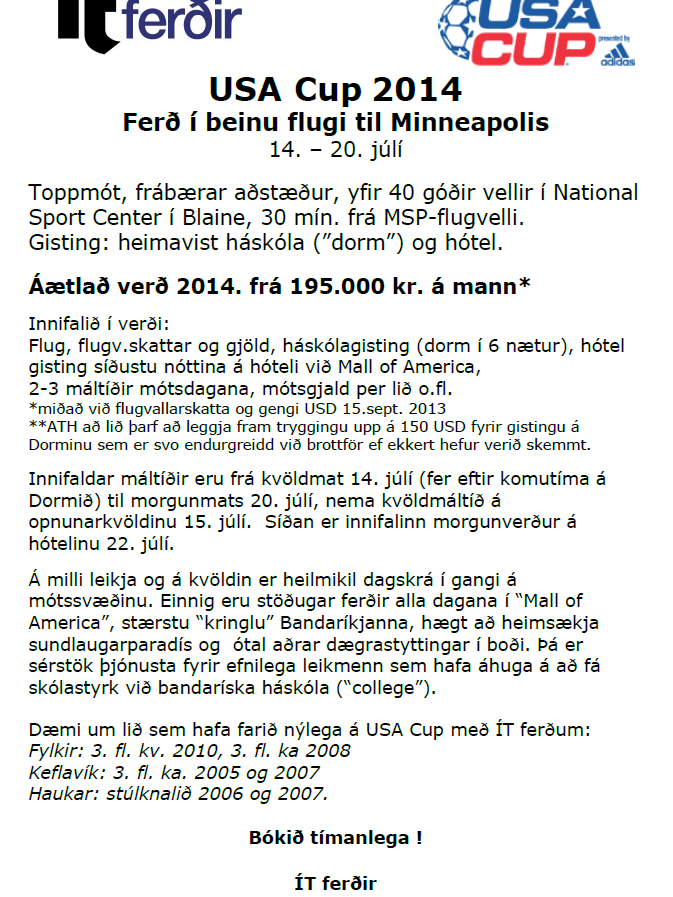 ÍT ferðir
USA
CUP
presented by
adidas
USA Cup 2014
Ferð í beinu flugi til Minneapolis
14. – 20. júlí
Toppmót, frábærar aðstæður, yfir 40 góðir vellir í National
Sport Center í Blaine, 30 mín. frá MSP-flugvelli.
Gisting: heimavist háskóla (”dorm”) og hótel.
Áætlað verð 2014. frá 195.000 kr. á mann*
Innifalið í verði:
Flug, flugv.skattar og gjöld, háskólagisting (dorm í 6 nætur), hótel
gisting síðustu nóttina á hóteli við Mall of America,
2-3 máltíðir mótsdagana, mótsgjald per lið o.fl.
*miðað við flugvallarskatta og gengi USD 15.sept. 2013
**ATH að lið þarf að leggja fram tryggingu upp á 150 USD fyrir gistingu á
Dorminu sem er svo endurgreidd við brottför ef ekkert hefur verið skemmt.
Innifaldar máltíðir eru frá kvöldmat 14. júlí (fer eftir komutíma á
Dormið) til morgunmats 20. júlí, nema kvöldmáltíð á
opnunarkvöldinu 15. júlí.  Síðan er innifalinn morgunverður á
hótelinu 22. júlí.
Á milli leikja og á kvöldin er heilmikil dagskrá í gangi á
mótssvæðinu. Einnig eru stöðugar ferðir alla dagana í “Mall of
America”, stærstu “kringlu” Bandaríkjanna, hægt að heimsækja
sundlaugarparadís og  ótal aðrar dægrastyttingar í boði. Þá er
sérstök þjónusta fyrir efnilega leikmenn sem hafa áhuga á að fá
skólastyrk við bandaríska háskóla (“college”).
Dæmi um lið sem hafa farið nýlega á USA Cup með ÍT ferðum:
Fylkir: 3. fl. kv. 2010, 3. fl. ka 2008
Keflavík: 3. fl. ka. 2005 og 2007
Haukar: stúlknalið 2006 og 2007.
Bókið tímanlega !
ÍT ferðir